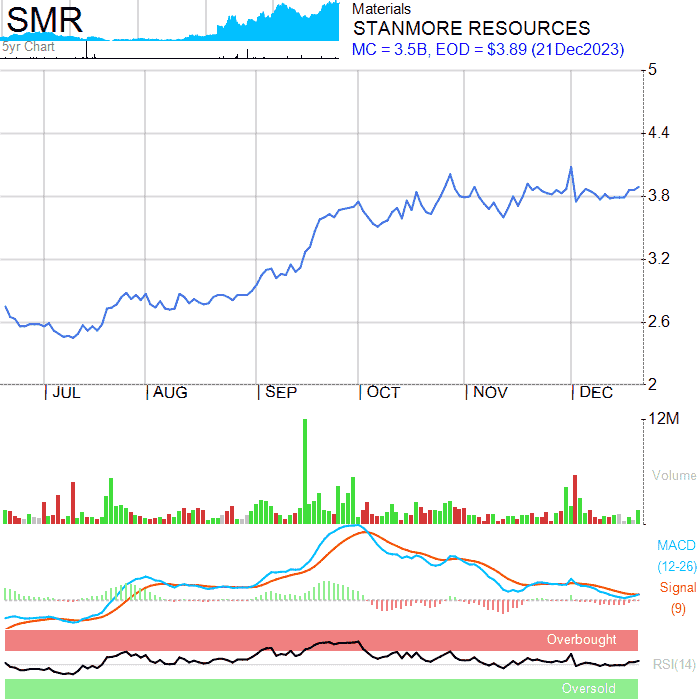 SMR
5yr Chart
Materials
STANMORE RESOURCES
MC = 3.5B, EOD = $3.89 (21Dec2023)
5
4.4
3.8
3.2
2.6
2
JUL
AUG
SEP
OCT
NOV
DEC
12M
Volume
MACD
(12-26)
Signal
(9)
Overbought
RSI(14)
Oversold